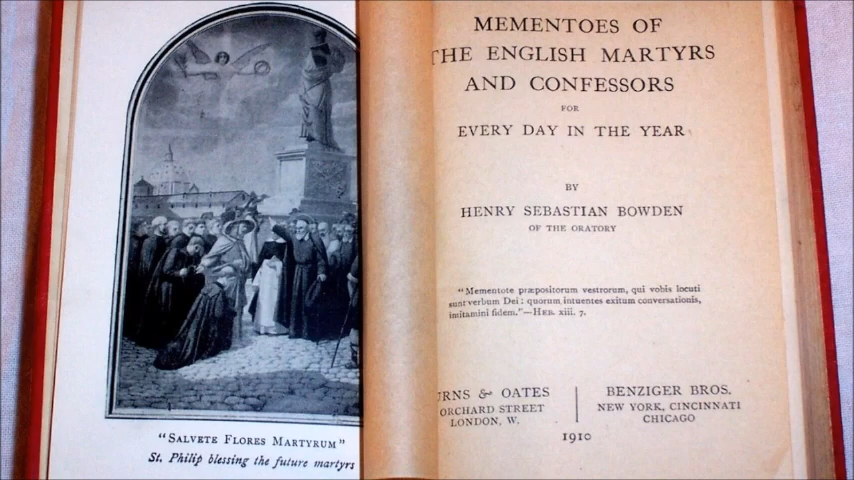 "SALVETE FLORES MARTYRUM"
St. Philip blessing the future martyrs
MEMENTOES OF
THE ENGLISH MARTYRS
AND CONFESSORS
FOR
EVERY DAY IN THE YEAR
BY
HENRY SEBASTIAN BOWDEN
OF THE ORATORY
"Mementote præpositorum vestrorum, qui vobis locuti
sunt verbum Dei: quorum intuentes exitum conversationis,
imitamini fidem."—HEB. xiii. 7.
URNS & OATES
ORCHARD STREET
LONDON, W.
BENZIGER BROS.
NEW YORK, CINCINNATI
CHICAGO
1910